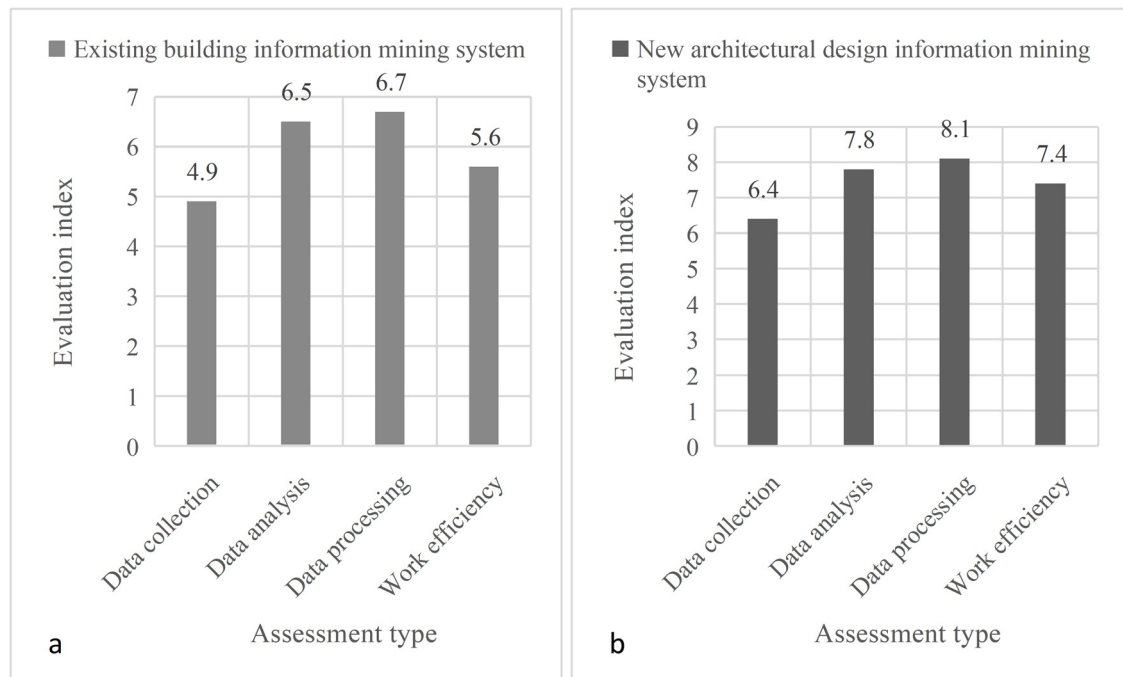 Existing building information mining system
7
6
5
4
3
2
1
0
4.9
6.5
6.7
5.6
Evaluation index
Data collection
Data analysis
Data processing
Work efficiency
Assessment type
a
New architectural design information mining
system
9
8
7
6
5
4
3
2
1
0
6.4
7.8
8.1
7.4
Evaluation index
Data collection
Data analysis
Data processing
Work efficiency
Assessment type
b